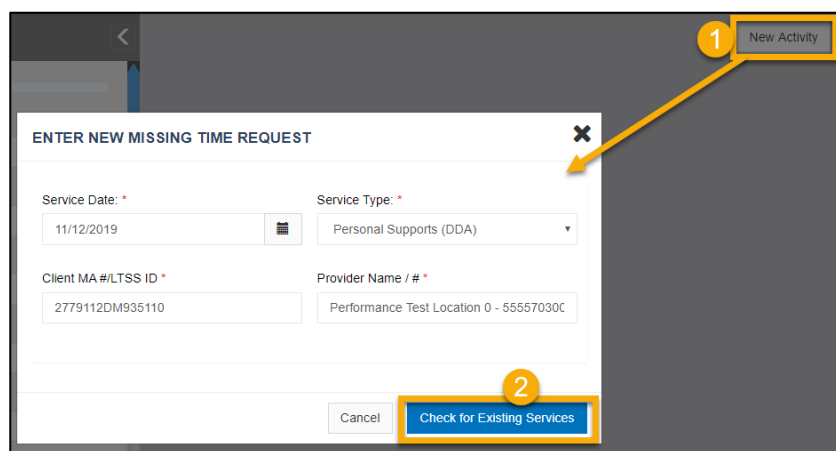 1
New Activity
ENTER NEW MISSING TIME REQUEST
Service Date: *
Service Type: *
11/12/2019
Personal Supports (DDA)
Client MA #/LTSS ID *
Provider Name / # *
2779112DM935110
Performance Test Location 0 - 55557030
2
Cancel
Check for Existing Services